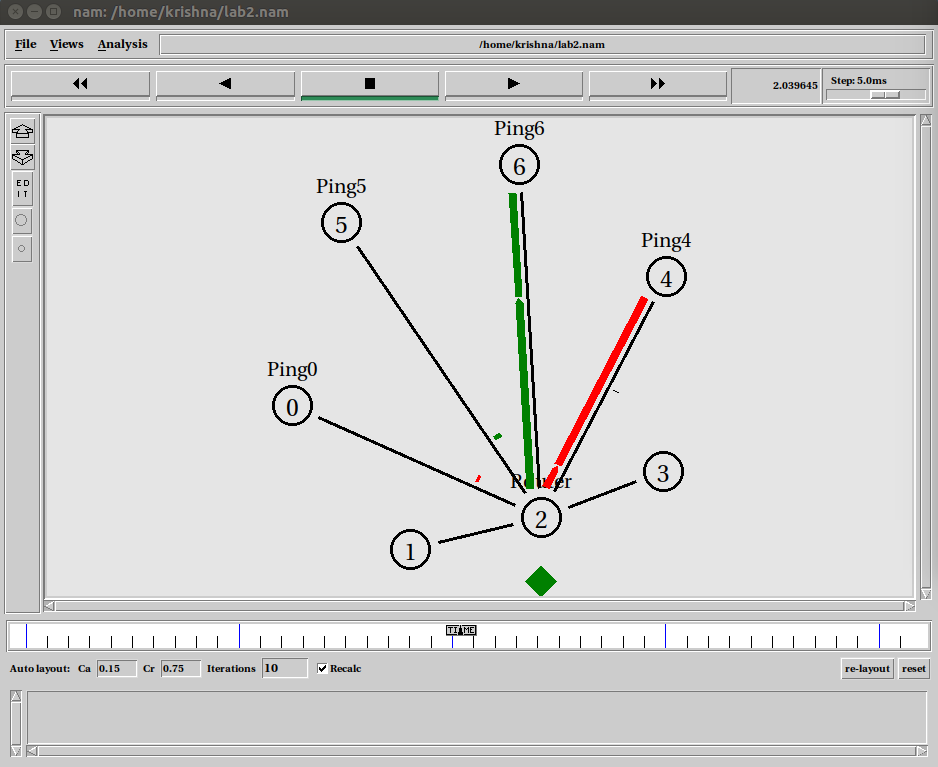 nam: /home/krishna/lab2.nam
File Views Analysis /home/krishna/lab2.nam
2.039645 Step: 5.0ms
ED
IT
Ping6
6
Ping5
5
Ping4
4
Ping0
0
3
2
1
TIME
Auto layout: Ca 0.15 Cr 0.75 Iterations 10 Recalc re-layout reset